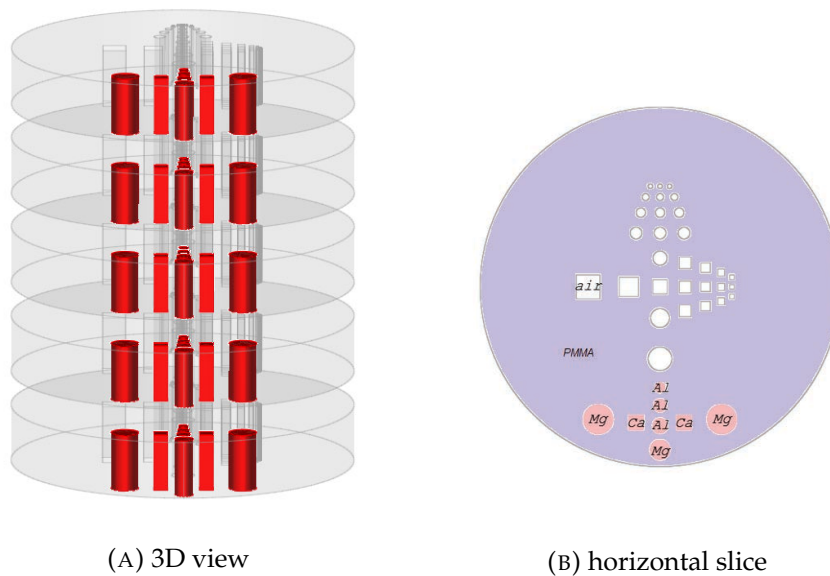 air
PMMA
Al
Al
Mg Ca Al Ca Mg
Mg
(A) 3D view
(B) horizontal slice